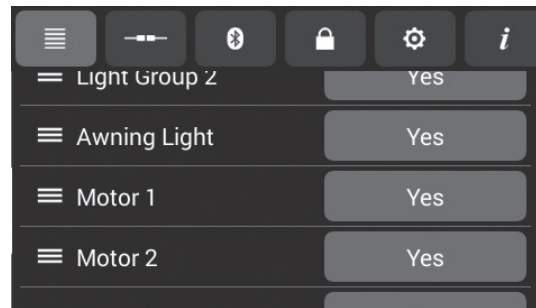 i
Light Group 2 Yes
Awning Light Yes
Motor 1 Yes
Motor 2 Yes